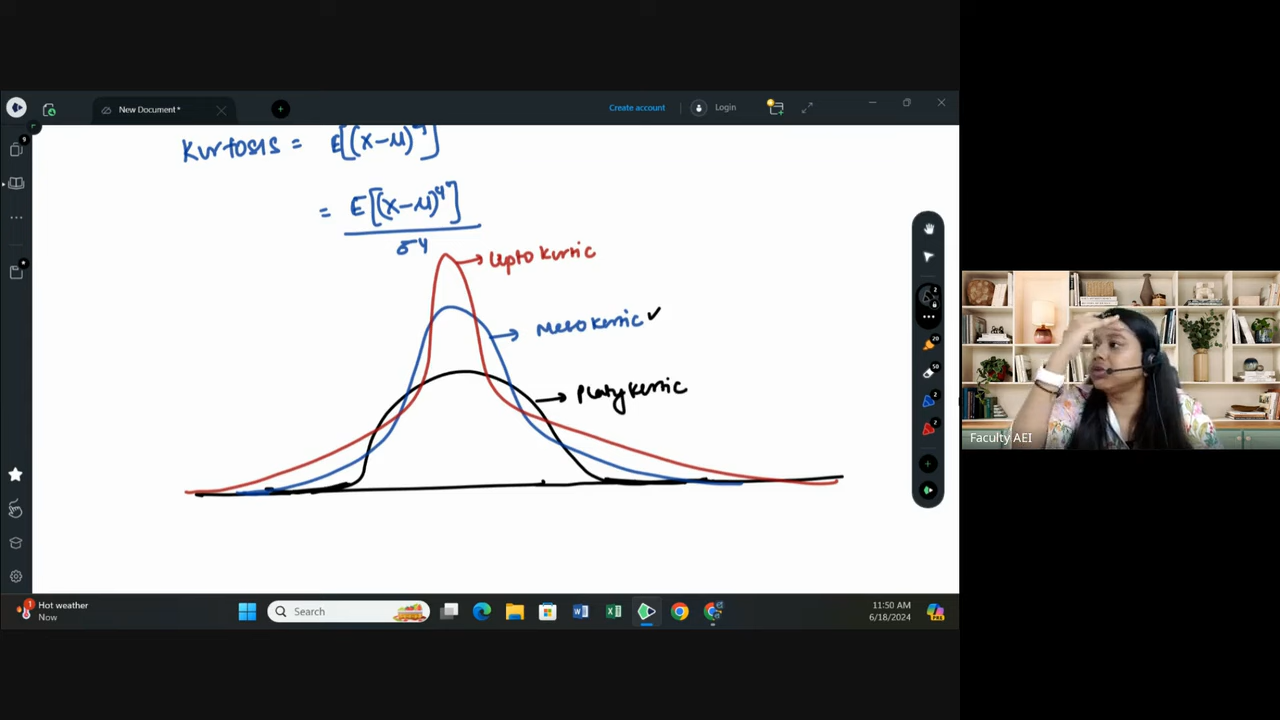 New Document*
Create account
Login
Kurtosis = E[(x-μ)⁴]
= E[(x-μ)⁴]
σ⁴
Lepto Kurtic
Meso Kurtic ✓
Platy Kurtic
Faculty AEI
Hot weather
Now
Search
11:50 AM
6/18/2024